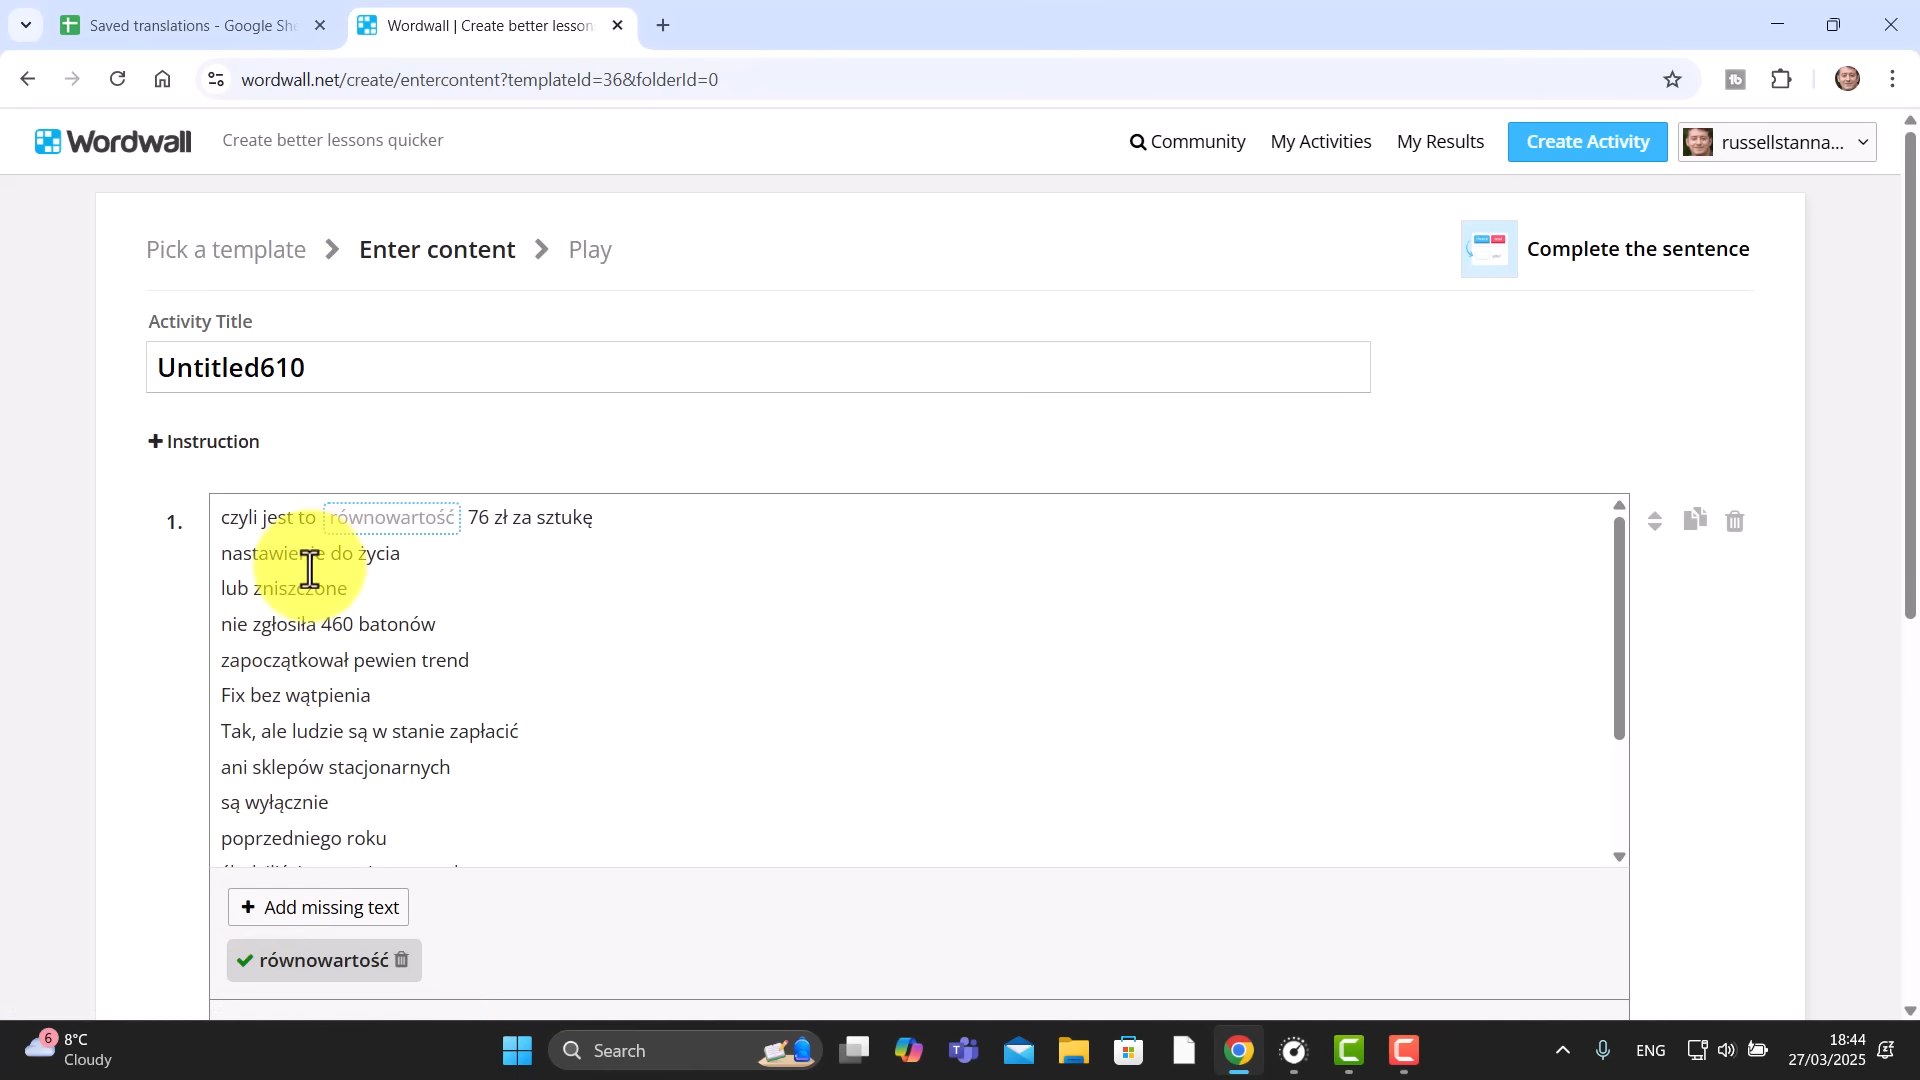 Saved translations - Google She
Wordwall | Create better lesson
wordwall.net/create/entercontent?templateId=36&folderId=0
Wordwall
Create better lessons quicker
Community
My Activities
My Results
Create Activity
russellstanna...
Pick a template
Enter content
Play
Complete the sentence
Activity Title
Untitled610
+ Instruction
1.
czyli jest to równowartość 76 zł za sztukę
nastawienie do życia
lub zniszczone
nie zgłosiła 460 batonów
zapoczątkował pewien trend
Fix bez wątpienia
Tak, ale ludzie są w stanie zapłacić
ani sklepów stacjonarnych
są wyłącznie
poprzedniego roku
+ Add missing text
równowartość
6
8°C
Cloudy
Search
ENG
18:44
27/03/2025